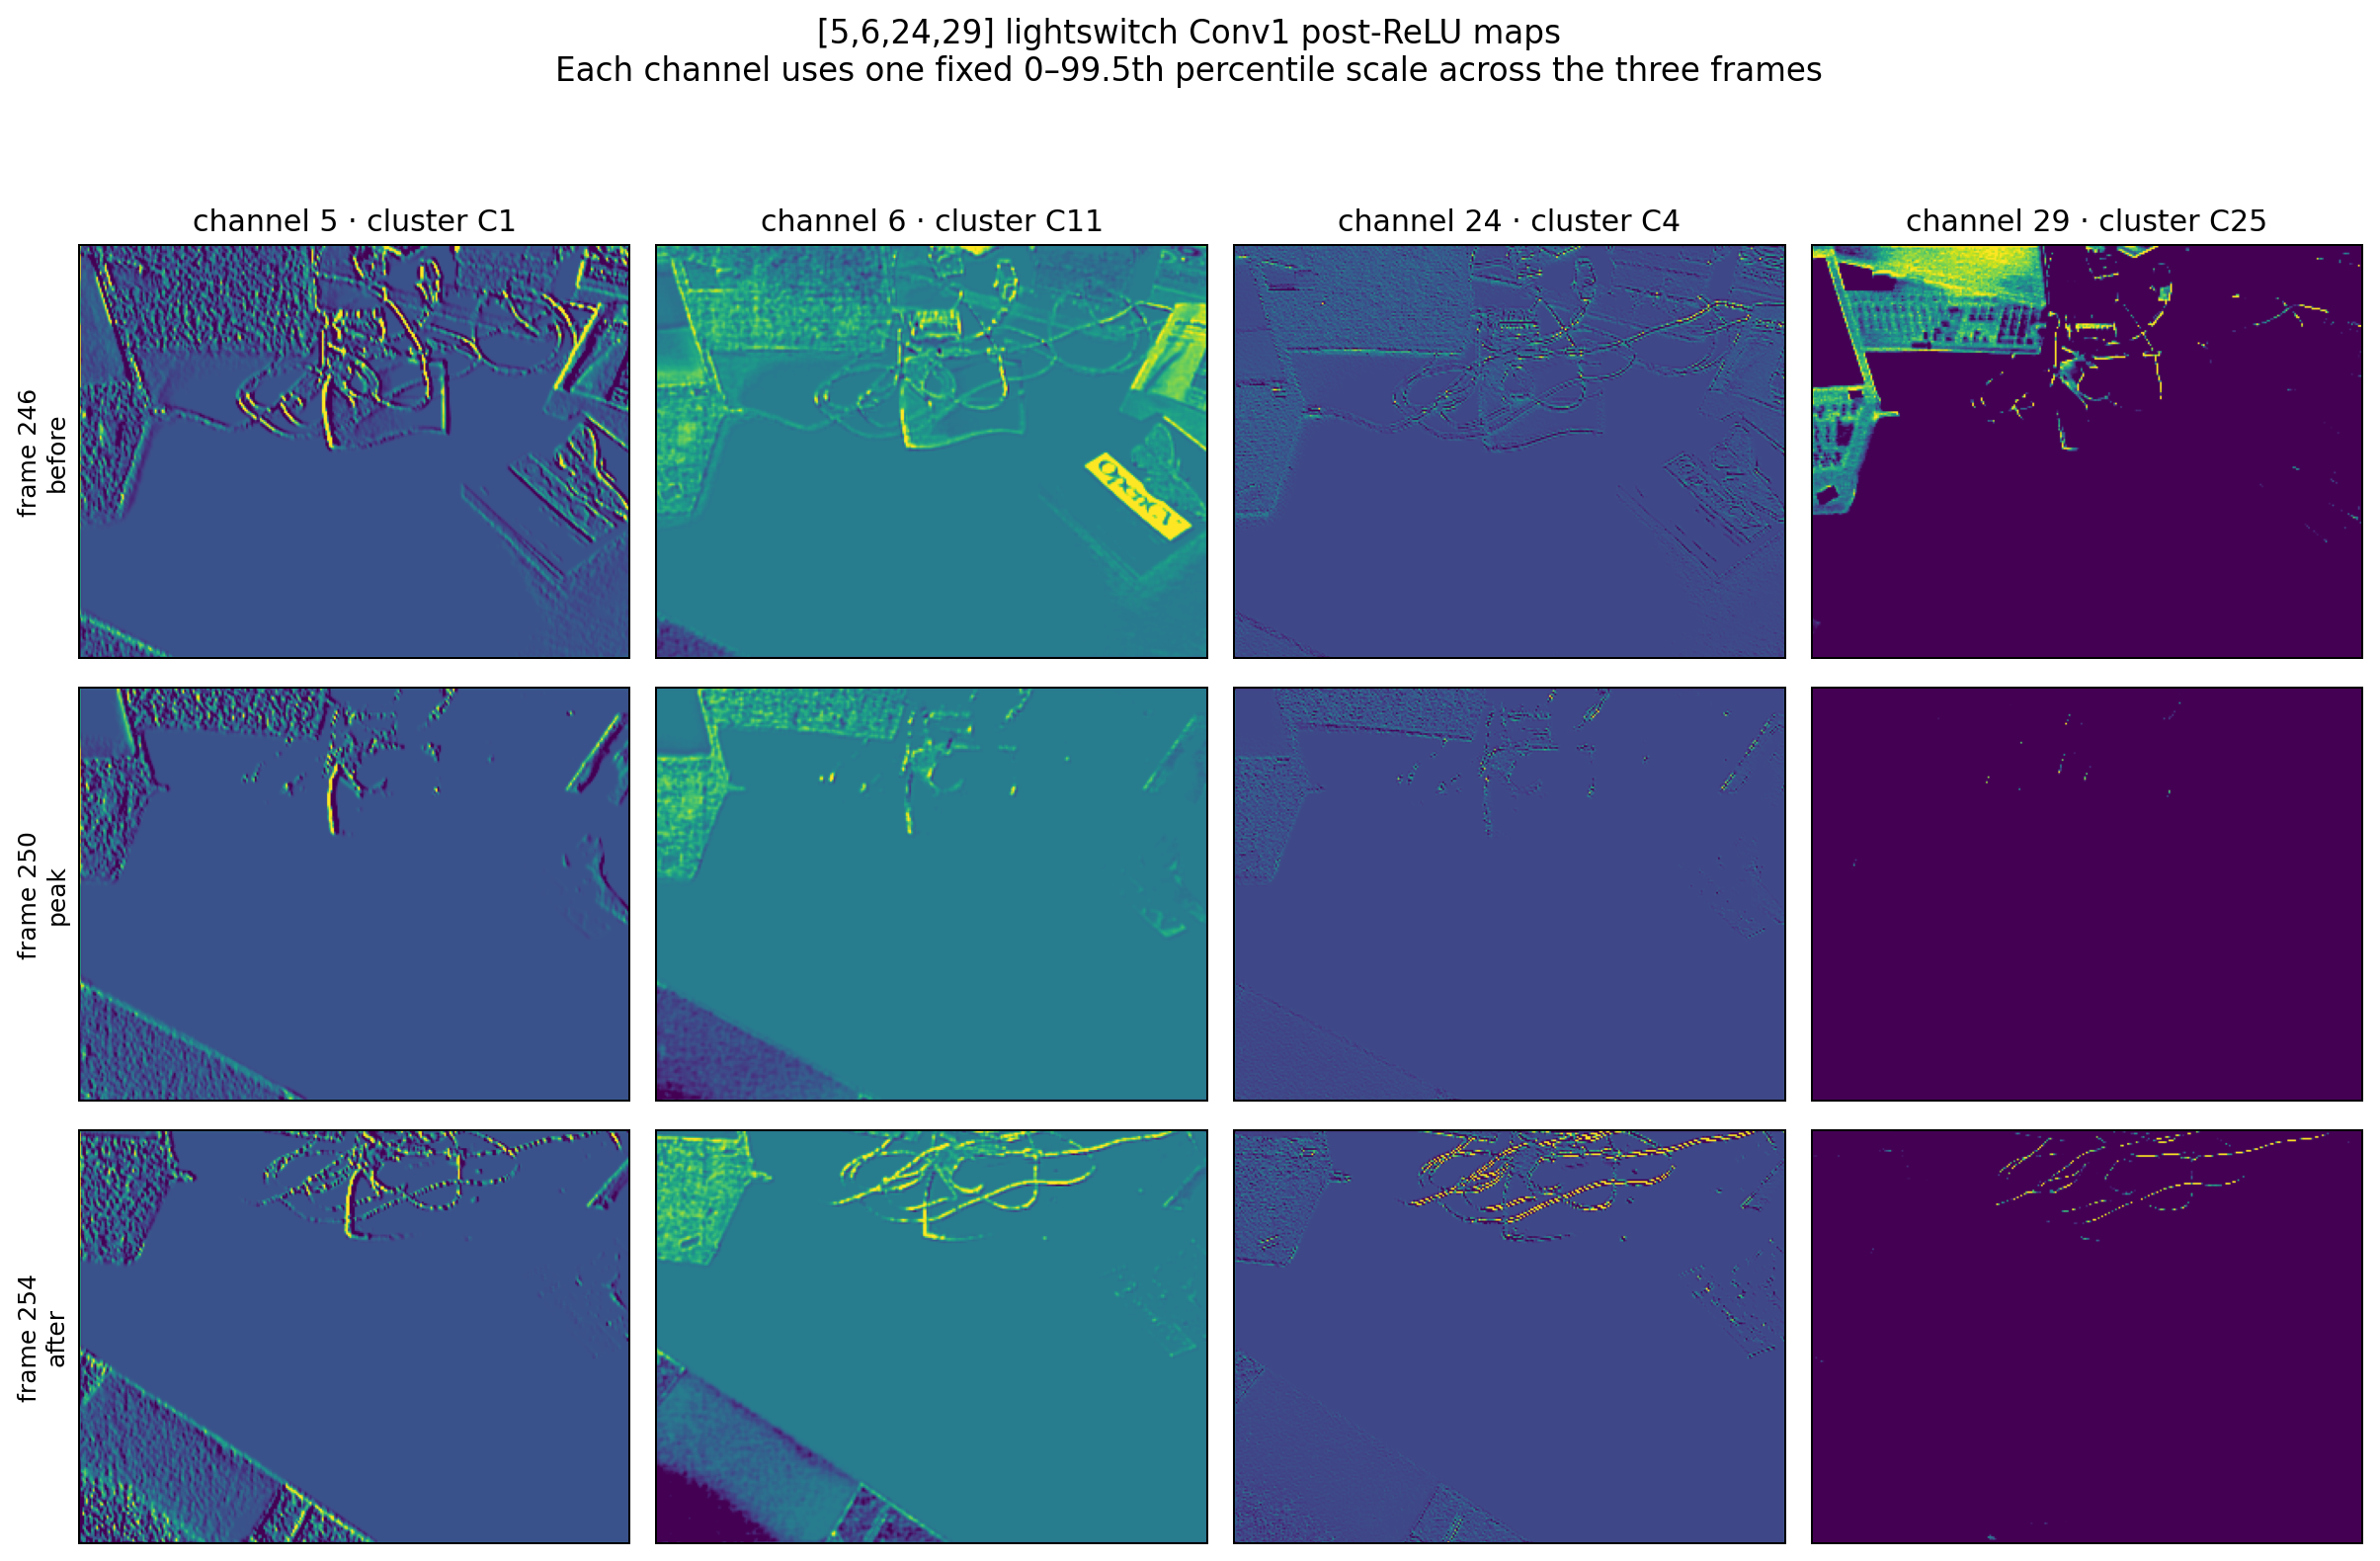 [5,6,24,29] lightswitch Conv1 post-ReLU maps
Each channel uses one fixed 0–99.5th percentile scale across the three frames
channel 5 · cluster C1
channel 6 · cluster C11
channel 24 · cluster C4
channel 29 · cluster C25
frame 246
before
OpenCV
frame 250
peak
frame 254
after